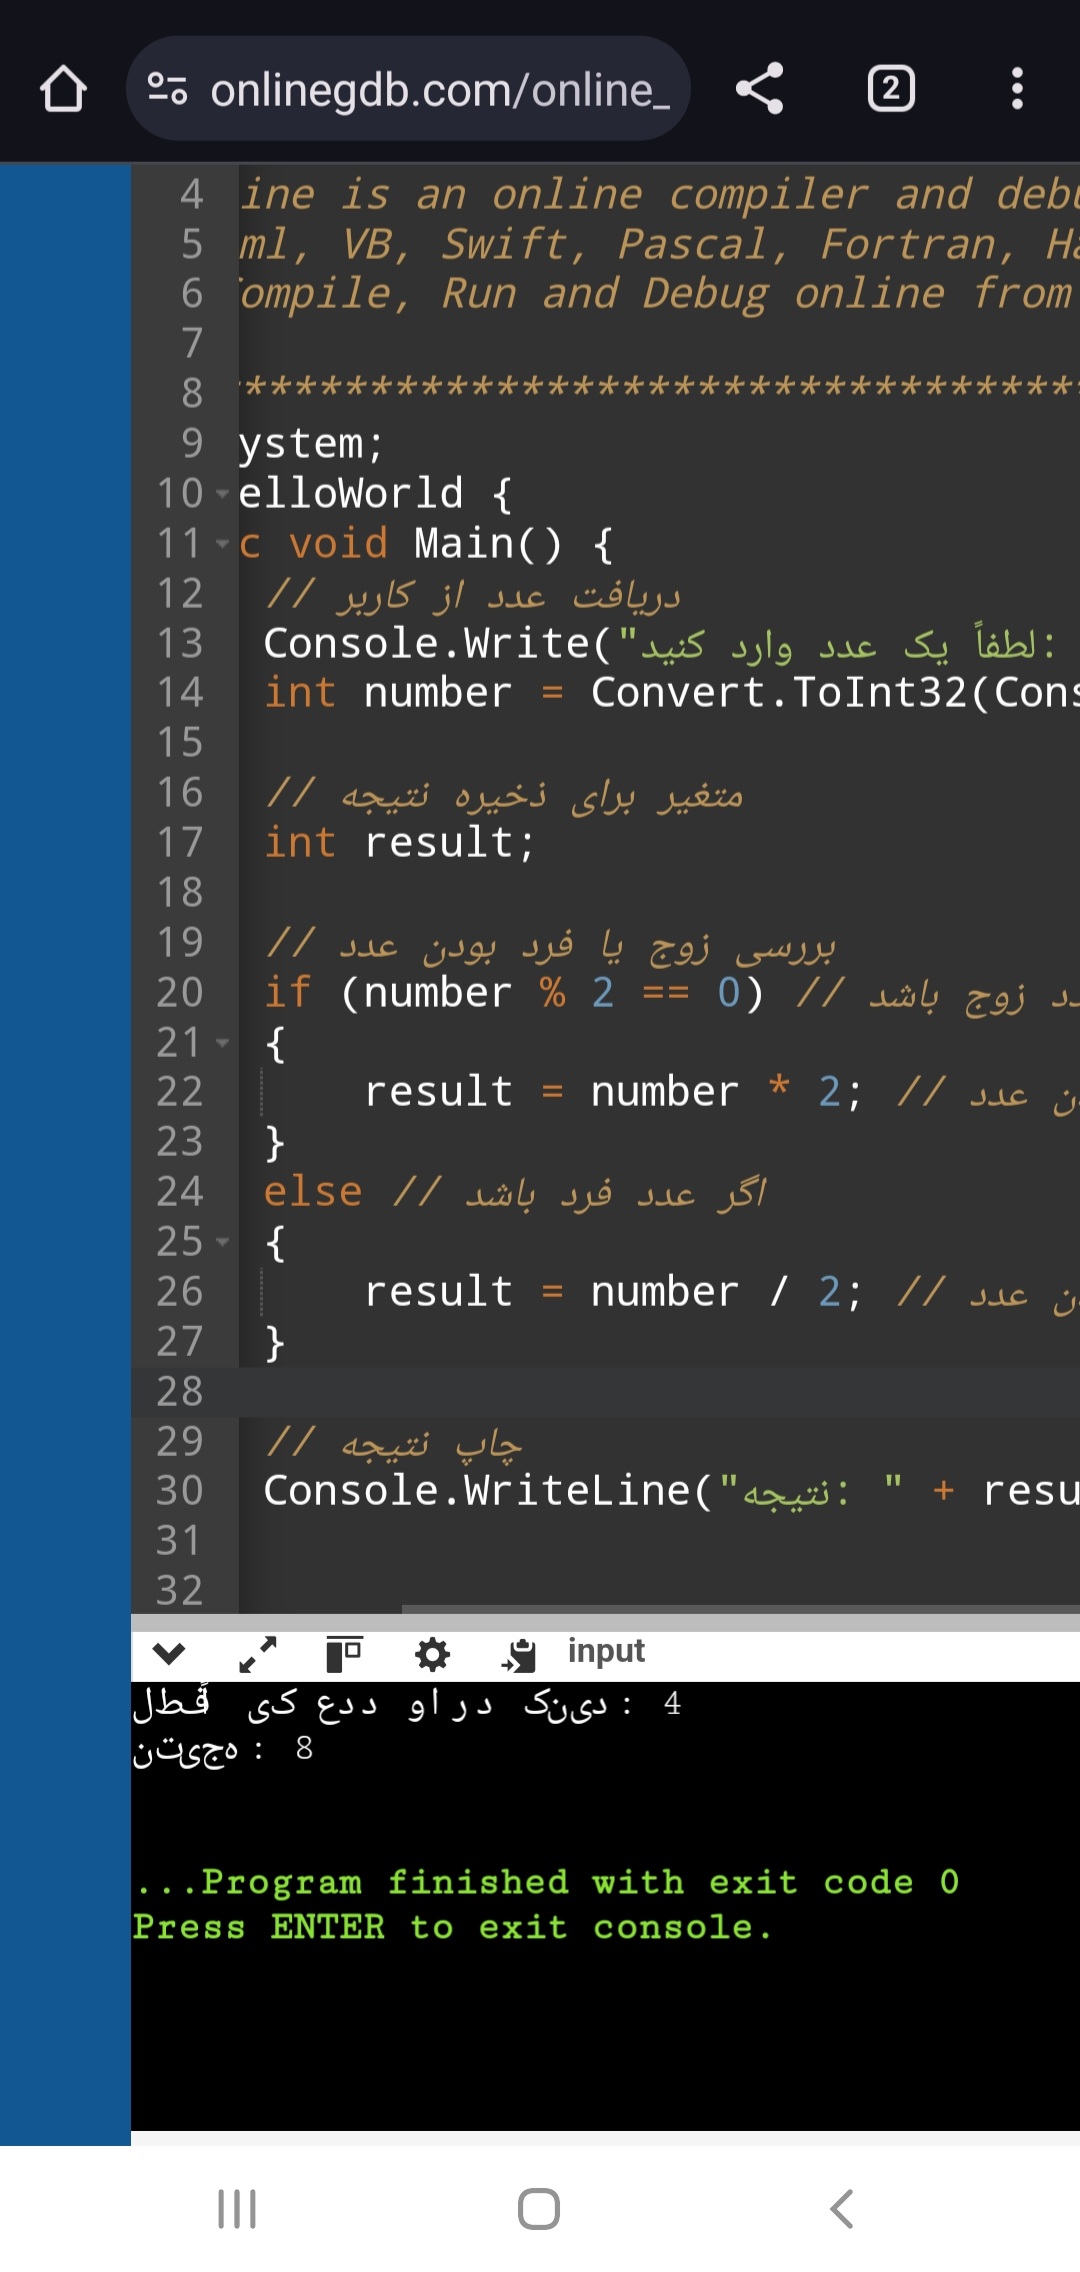 onlinegdb.com/online_
2
4 ine is an online compiler and debu
5 ml, VB, Swift, Pascal, Fortran, Ha
6 ompile, Run and Debug online from
7
8 **********************************
9 ystem;
10 elloWorld {
11 c void Main() {
12 // دریافت عدد از کاربر
13 Console.Write("لطفاً یک عدد وارد کنید:
14 int number = Convert.ToInt32(Cons
15
16 // متغیر برای ذخیره نتیجه
17 int result;
18
19 // بررسی زوج یا فرد بودن عدد
20 if (number % 2 == 0) // دد زوج باشد
21 {
22 result = number * 2; // ن عدد
23 }
24 else // اگر عدد فرد باشد
25 {
26 result = number / 2; // ن عدد
27 }
28
29 // چاپ نتیجه
30 Console.WriteLine("نتیجه: " + resu
31
32
input
لطفاً یک عدد وارد کنید: 4
نتیجه: 8
...Program finished with exit code 0
Press ENTER to exit console.